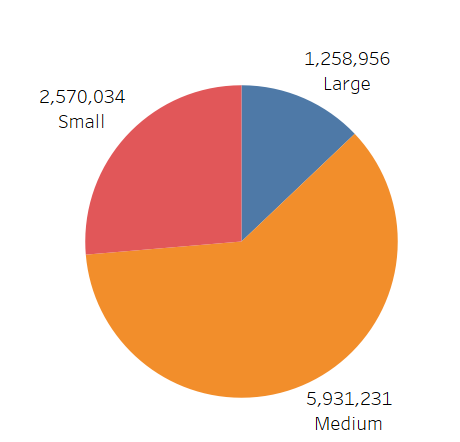 1,258,956
Large
2,570,034
Small
5,931,231
Medium